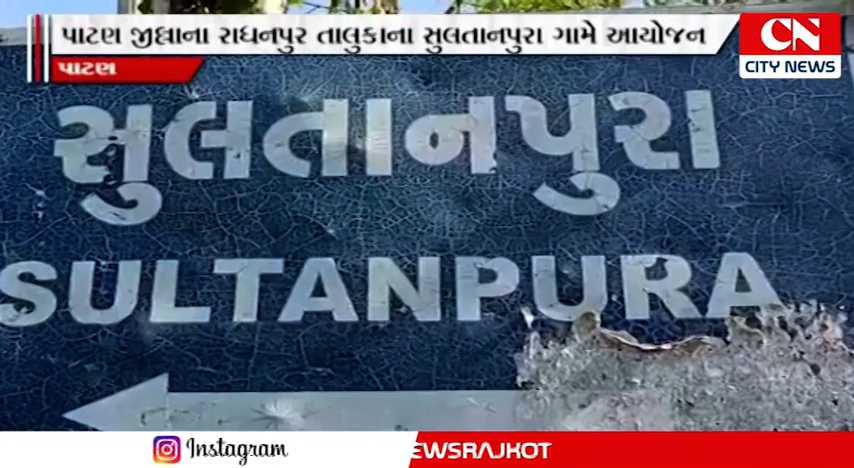 પાટણ જીલ્લાના રાધનપુર તાલુકાના સુલતાનપુરા ગામે આયોજન
પાટણ
CN
CITY NEWS
સુલતાનપુરા
SULTANPURA
Instagram
EWSRAJKOT